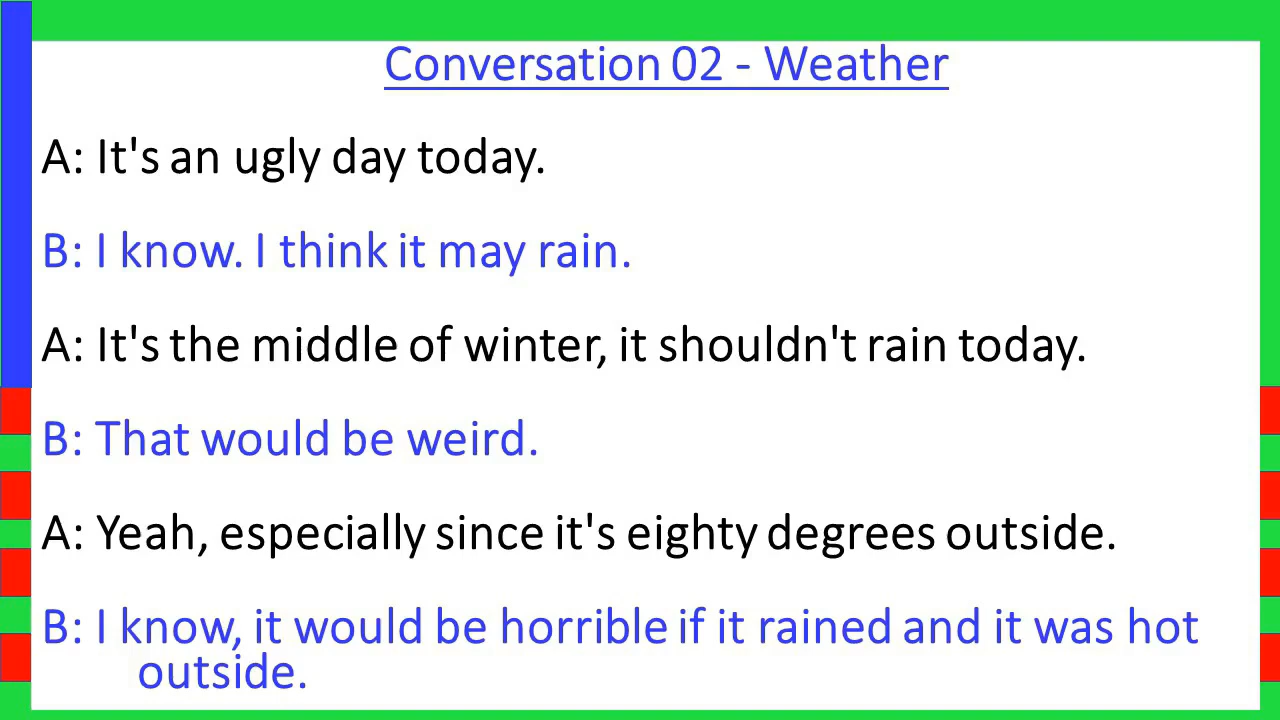 Conversation 02 - Weather
A: It's an ugly day today.
B: I know. I think it may rain.
A: It's the middle of winter, it shouldn't rain today.
B: That would be weird.
A: Yeah, especially since it's eighty degrees outside.
B: I know, it would be horrible if it rained and it was hot
outside.